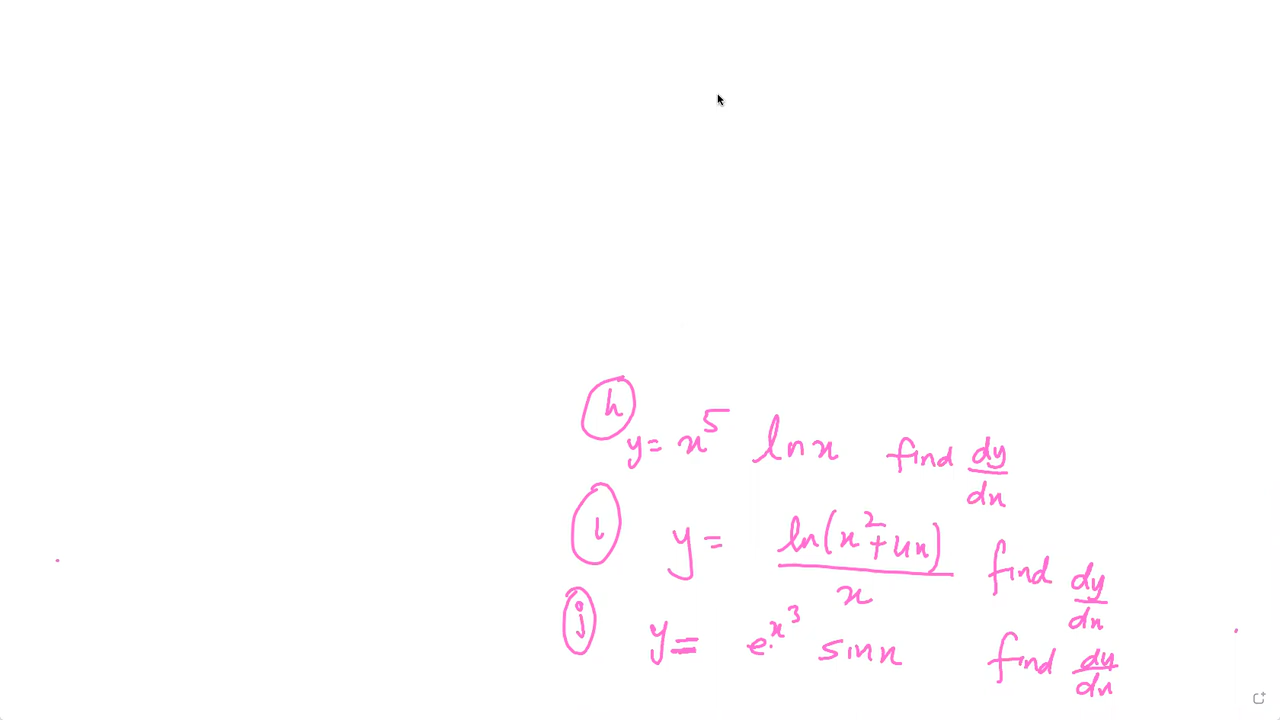 h
y = x^5 ln x find dy/dx
i y = ln(x^2+4x)/x find dy/dx
j y = e^x^3 sin x find dy/dx